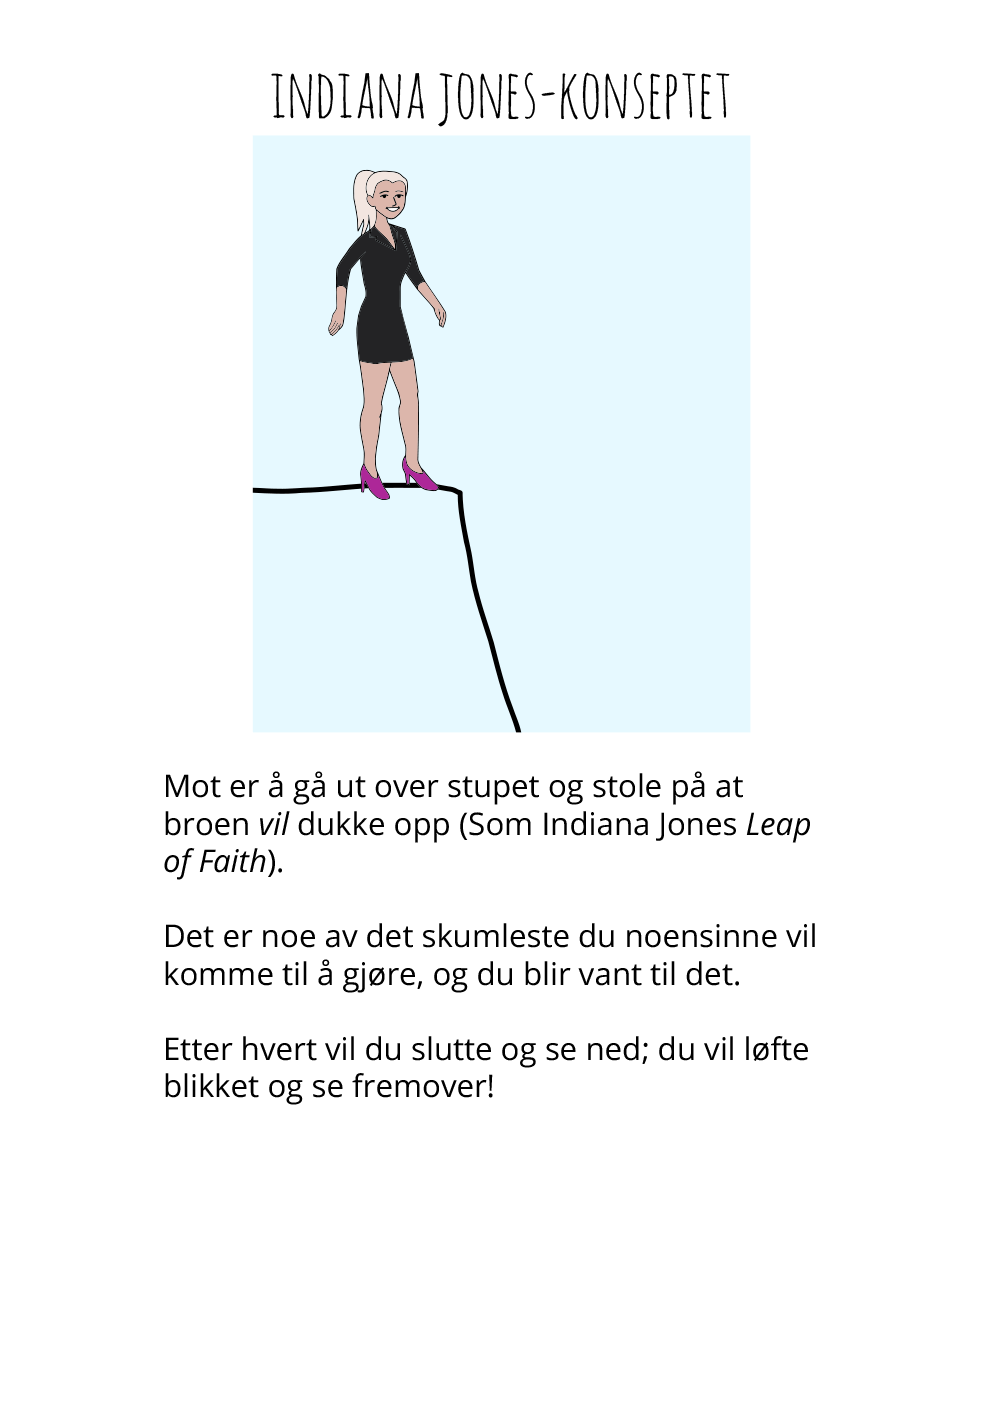 INDIANA JONES-KONSEPTET
Mot er å gå ut over stupet og stole på at
broen vil dukke opp (Som Indiana Jones Leap
of Faith).
Det er noe av det skumleste du noensinne vil
komme til å gjøre, og du blir vant til det.
Etter hvert vil du slutte og se ned; du vil løfte
blikket og se fremover!